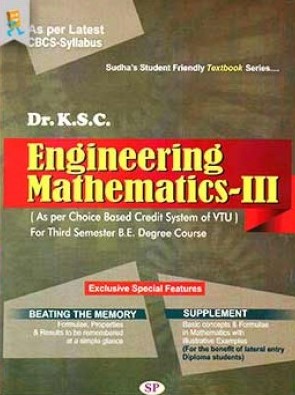 As per Latest
CBCS-Syllabus
Sudha's Student Friendly Textbook Series....
Dr. K.S.C.
Engineering
Mathematics-III
[ As per Choice Based Credit System of VTU ]
For Third Semester B.E. Degree Course
Exclusive Special Features
BEATING THE MEMORY
Formulae, Properties
& Results to be remembered
at a simple glance
SUPPLEMENT
Basic concepts & Formulae
in Mathematics with
Illustrative Examples
(For the benefit of lateral entry
Diploma students)
SP